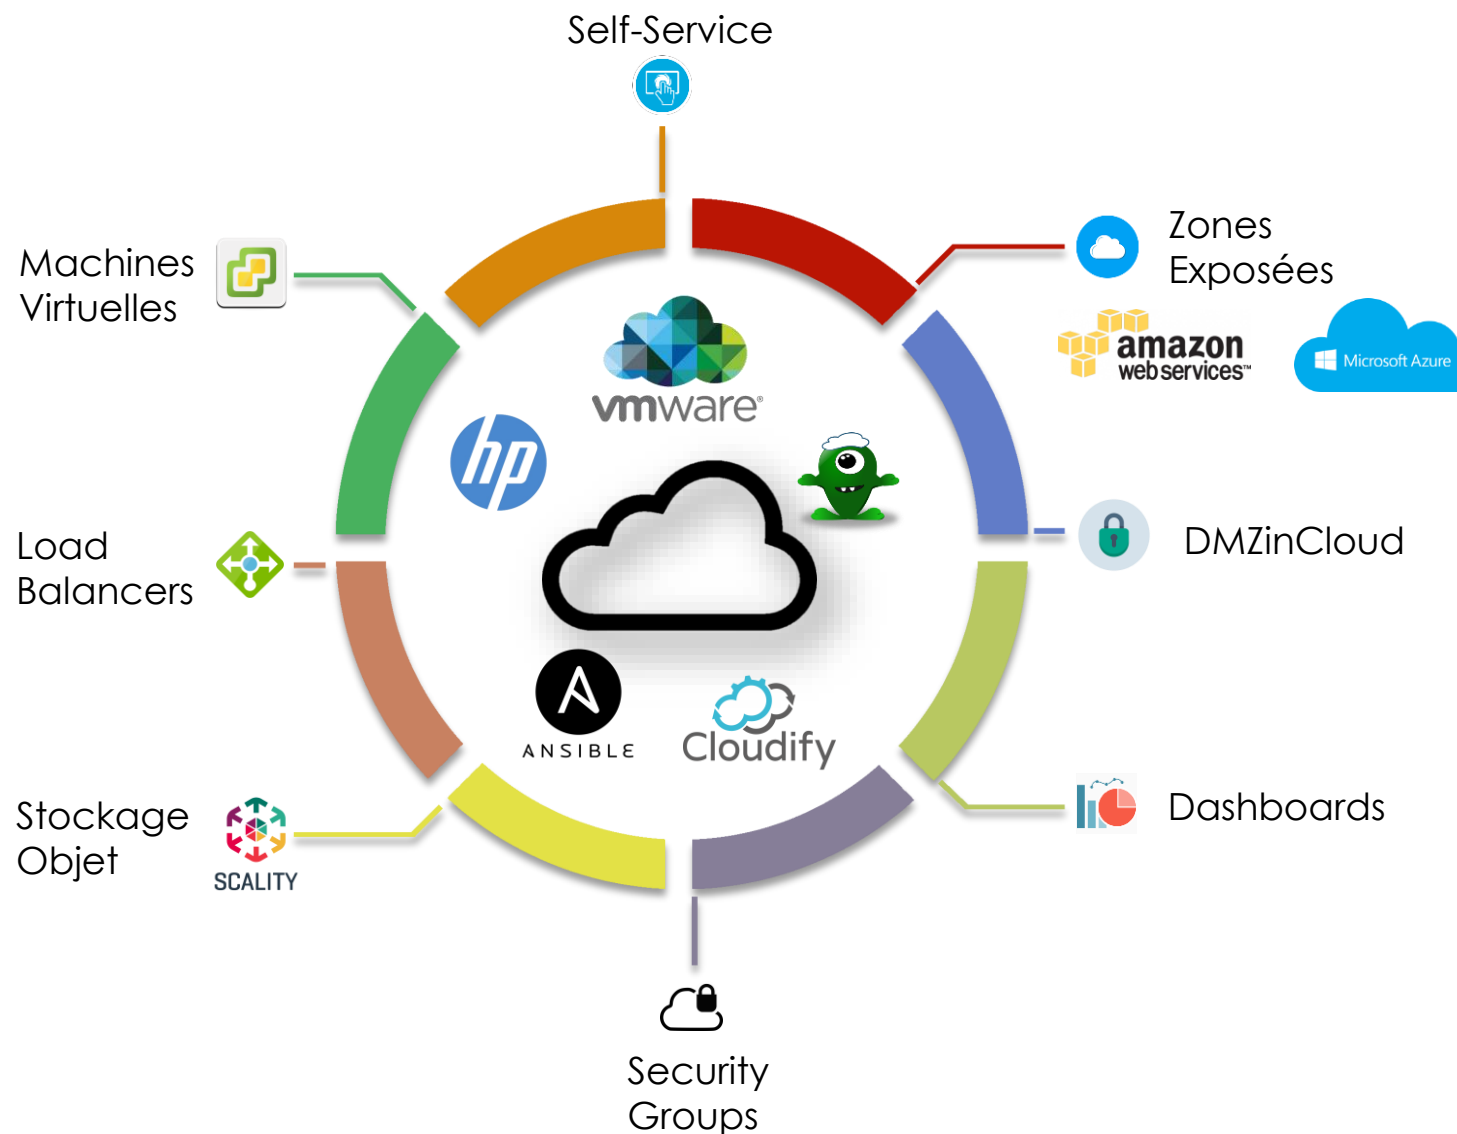 Self-Service
Zones
Exposées
amazon
web services™
Microsoft Azure
Machines
Virtuelles
vmware®
hp
Load
Balancers
DMZinCloud
ANSIBLE
Cloudify
Stockage
Objet
SCALITY
Dashboards
Security
Groups